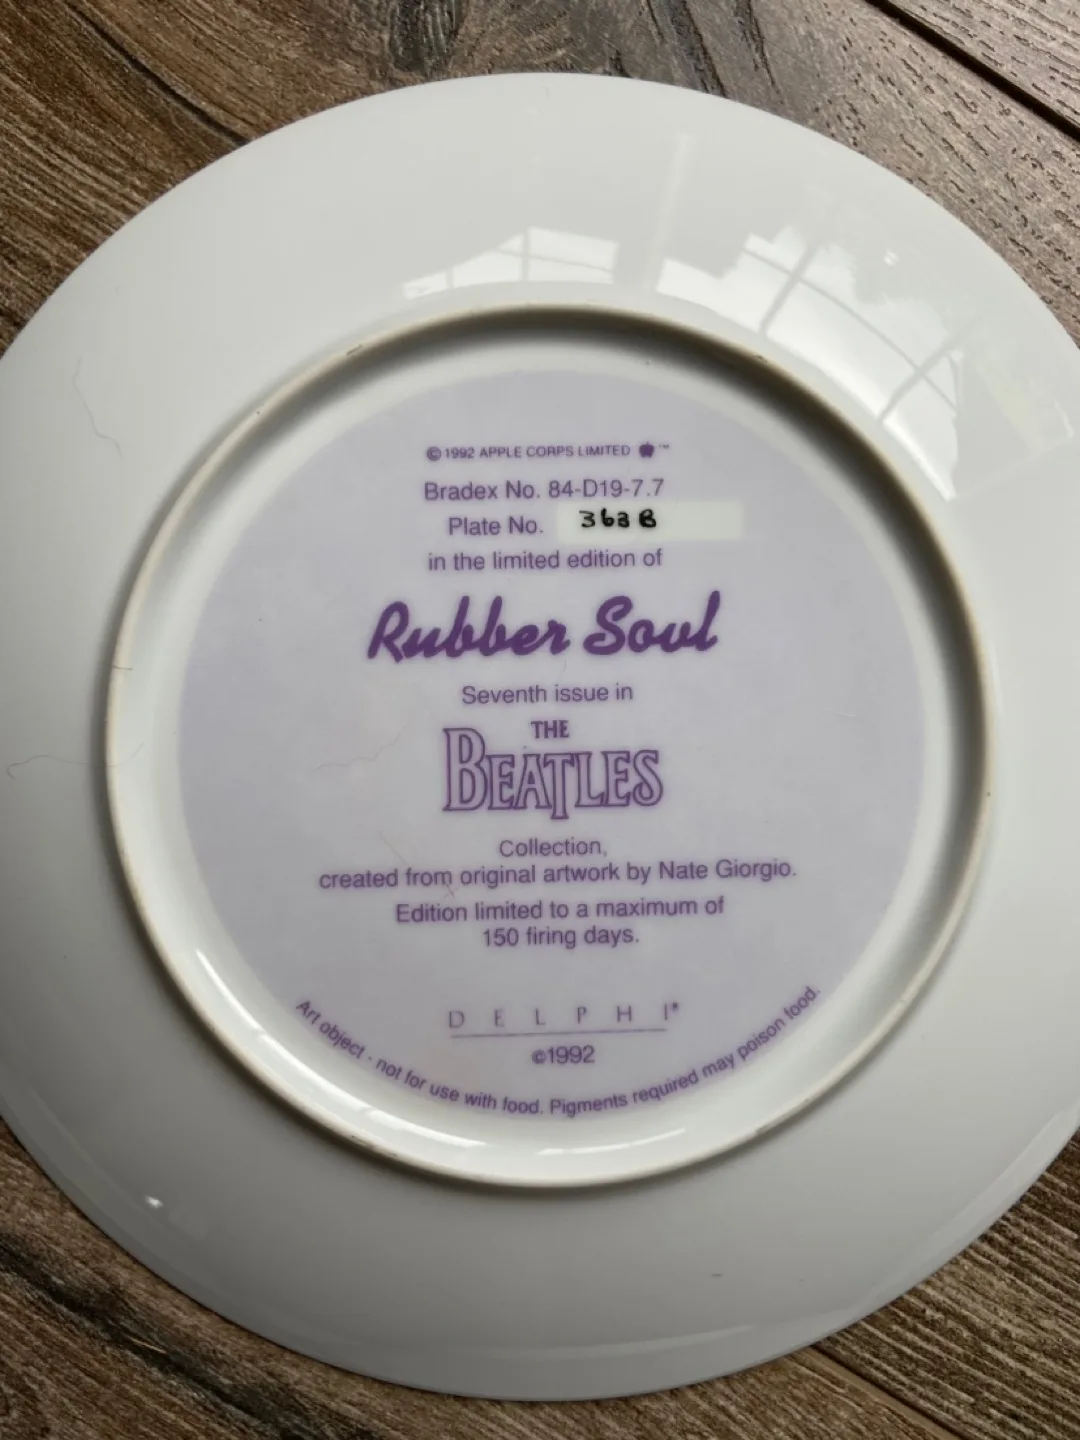 ©1992 APPLE CORPS LIMITED ™
Bradex No. 84-D19-7.7
Plate No. 363 B
in the limited edition of
Rubber Soul
Seventh issue in
THE
BEATLES
Collection,
created from original artwork by Nate Giorgio.
Edition limited to a maximum of
150 firing days.
DELPHI®
©1992
Art object - not for use with food. Pigments required may poison food.